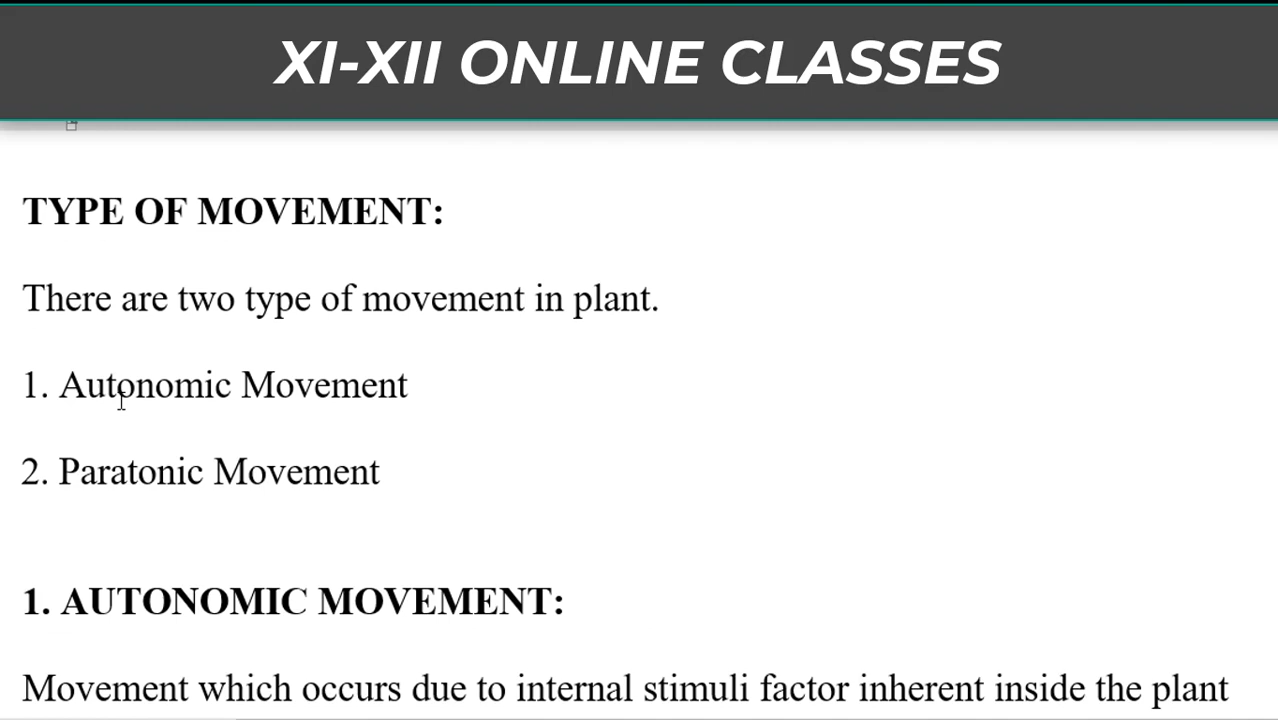 XI-XII ONLINE CLASSES
TYPE OF MOVEMENT:
There are two type of movement in plant.
1. Autonomic Movement
2. Paratonic Movement
1. AUTONOMIC MOVEMENT:
Movement which occurs due to internal stimuli factor inherent inside the plant